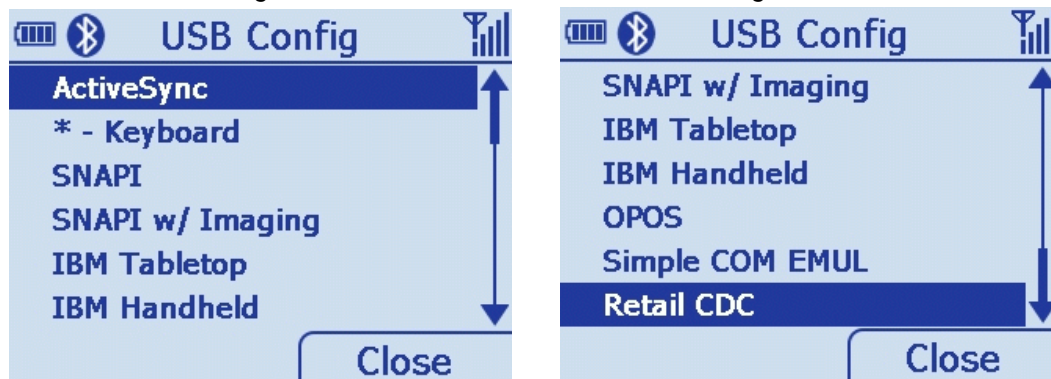 USB Config
ActiveSync
* - Keyboard
SNAPI
SNAPI w/ Imaging
IBM Tabletop
IBM Handheld
Close
USB Config
SNAPI w/ Imaging
IBM Tabletop
IBM Handheld
OPOS
Simple COM EMUL
Retail CDC
Close